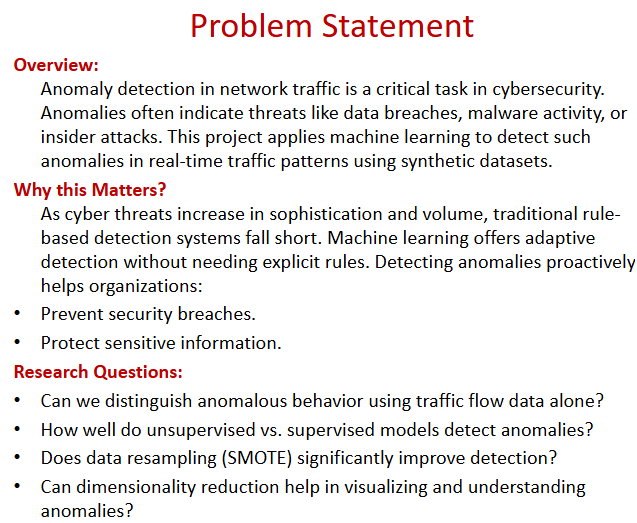 Problem Statement
Overview:
Anomaly detection in network traffic is a critical task in cybersecurity.
Anomalies often indicate threats like data breaches, malware activity, or
insider attacks. This project applies machine learning to detect such
anomalies in real-time traffic patterns using synthetic datasets.
Why this Matters?
As cyber threats increase in sophistication and volume, traditional rule-
based detection systems fall short. Machine learning offers adaptive
detection without needing explicit rules. Detecting anomalies proactively
helps organizations:
• Prevent security breaches.
• Protect sensitive information.
Research Questions:
• Can we distinguish anomalous behavior using traffic flow data alone?
• How well do unsupervised vs. supervised models detect anomalies?
• Does data resampling (SMOTE) significantly improve detection?
• Can dimensionality reduction help in visualizing and understanding
anomalies?